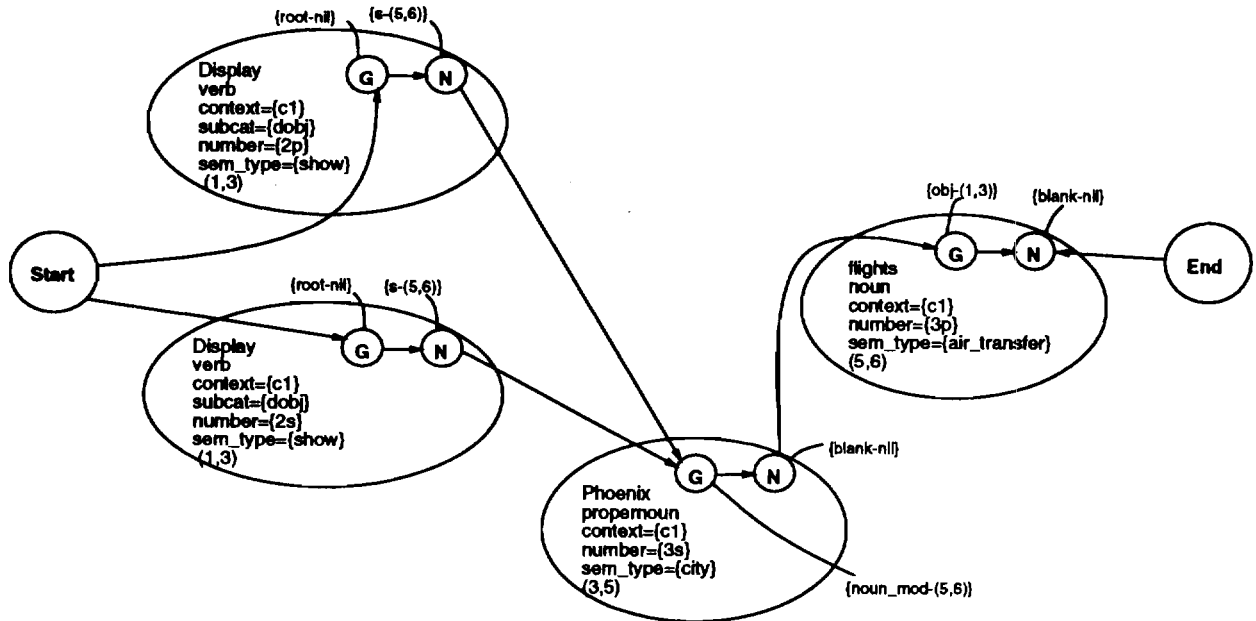 {root-nil}
{s-(5,6)}
Display
verb
context={c1}
subcat={dobj}
number={2p}
sem_type={show}
(1,3)
G
N
Start
{root-nil}
{s-(5,6)}
Display
verb
context={c1}
subcat={dobj}
number={2s}
sem_type={show}
(1,3)
G
N
Phoenix
propernoun
context={c1}
number={3s}
sem_type={city}
(3,5)
G
N
{blank-nil}
{noun_mod-(5,6)}
{obj-(1,3)}
{blank-nil}
flights
noun
context={c1}
number={3p}
sem_type={air_transfer}
(5,6)
G
N
End